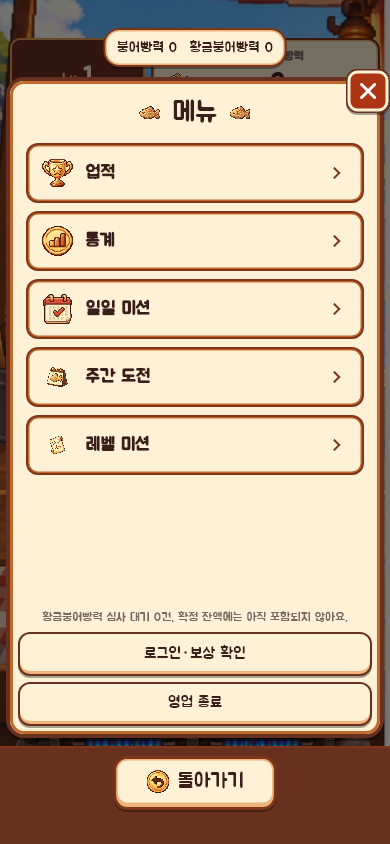 붕어빵력 0 황금붕어빵력 0
메뉴
업적
통계
일일 미션
주간 도전
레벨 미션
황금붕어빵력 심사 대기 0건, 확정 잔액에는 아직 포함되지 않아요.
로그인·보상 확인
영업 종료
돌아가기